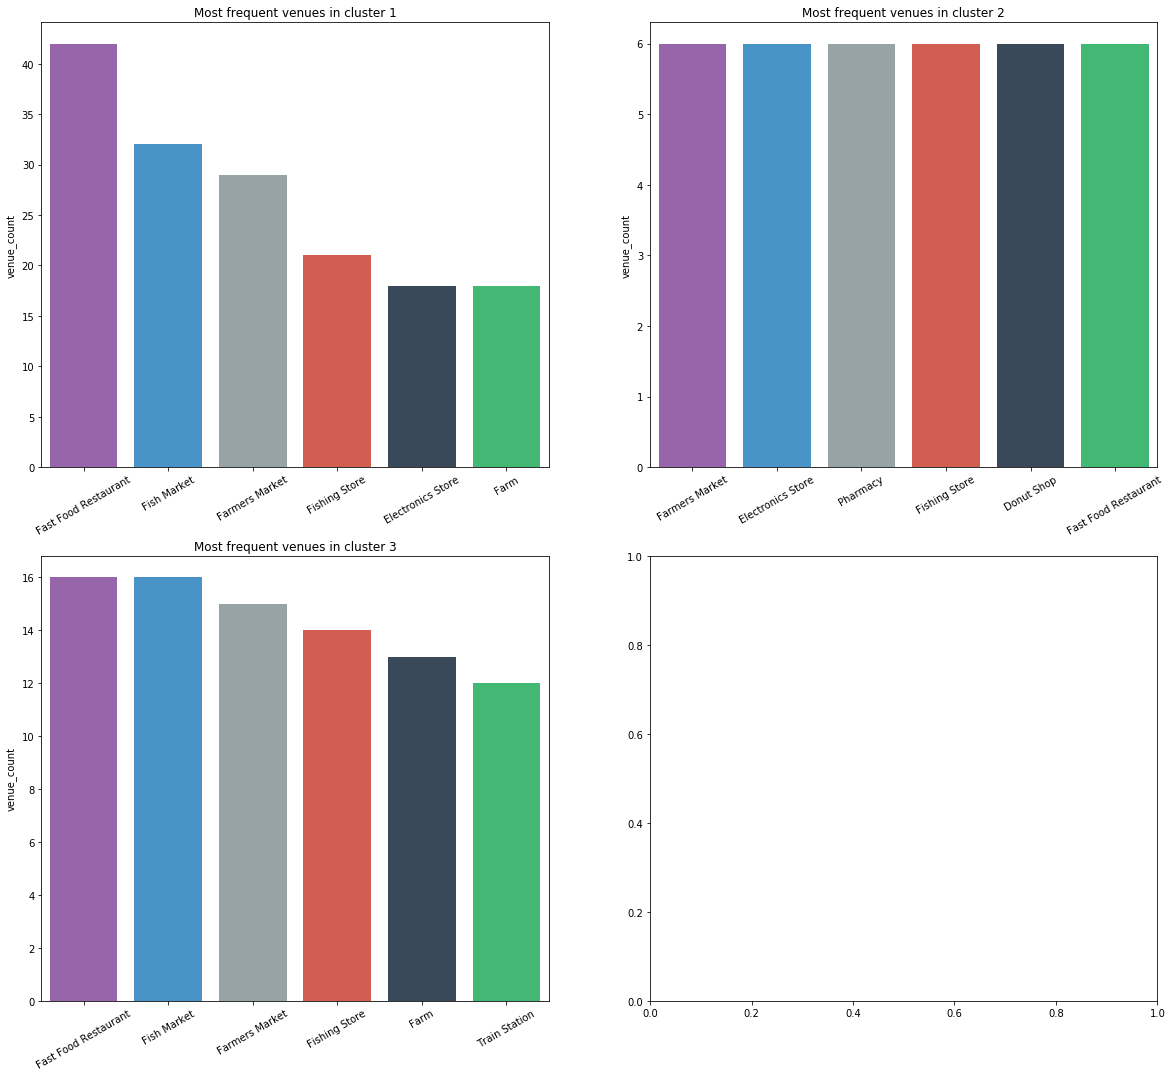 Most frequent venues in cluster 1
venue_count
40
35
30
25
20
15
10
5
0
Fast Food Restaurant
Fish Market
Farmers Market
Fishing Store
Electronics Store
Farm
Most frequent venues in cluster 2
venue_count
6
5
4
3
2
1
0
Farmers Market
Electronics Store
Pharmacy
Fishing Store
Donut Shop
Fast Food Restaurant
Most frequent venues in cluster 3
venue_count
16
14
12
10
8
6
4
2
0
Fast Food Restaurant
Fish Market
Farmers Market
Fishing Store
Farm
Train Station
1.0
0.8
0.6
0.4
0.2
0.0
0.0
0.2
0.4
0.6
0.8
1.0